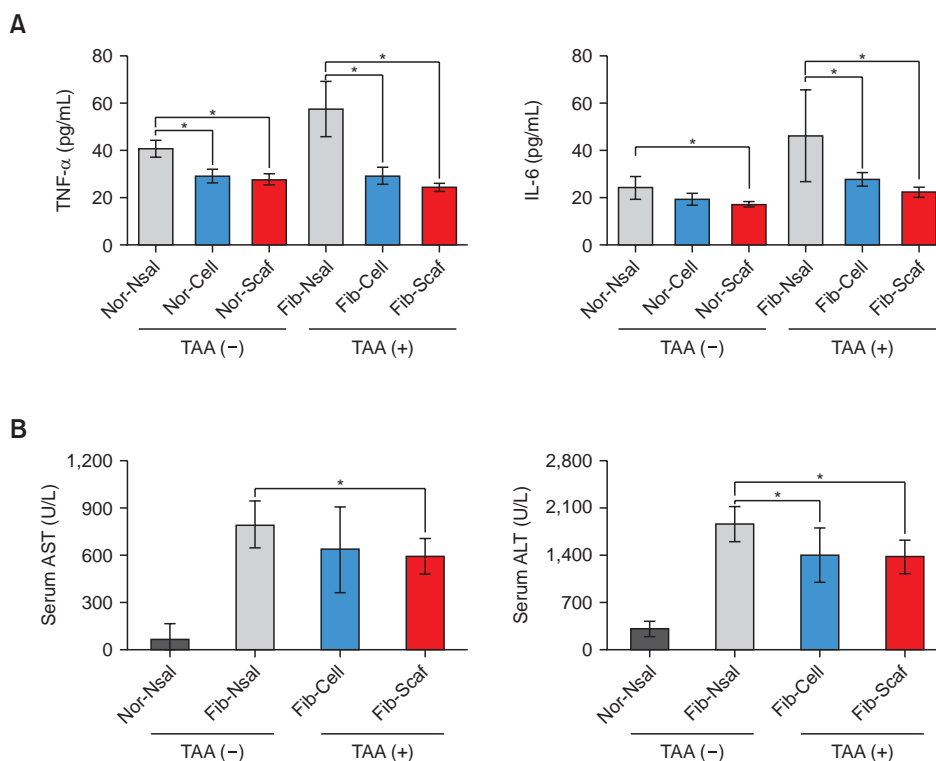 A
TNF-α (pg/mL)
80
60
40
20
0
*
*
*
*
Nor-Nsal
Nor-Cell
Nor-Scaf
Fib-Nsal
Fib-Cell
Fib-Scaf
TAA (−)
TAA (+)
IL-6 (pg/mL)
80
60
40
20
0
*
*
*
Nor-Nsal
Nor-Cell
Nor-Scaf
Fib-Nsal
Fib-Cell
Fib-Scaf
TAA (−)
TAA (+)
B
Serum AST (U/L)
1,200
900
600
300
0
*
Nor-Nsal
Fib-Nsal
Fib-Cell
Fib-Scaf
TAA (−)
TAA (+)
Serum ALT (U/L)
2,800
2,100
1,400
700
0
*
*
Nor-Nsal
Fib-Nsal
Fib-Cell
Fib-Scaf
TAA (−)
TAA (+)